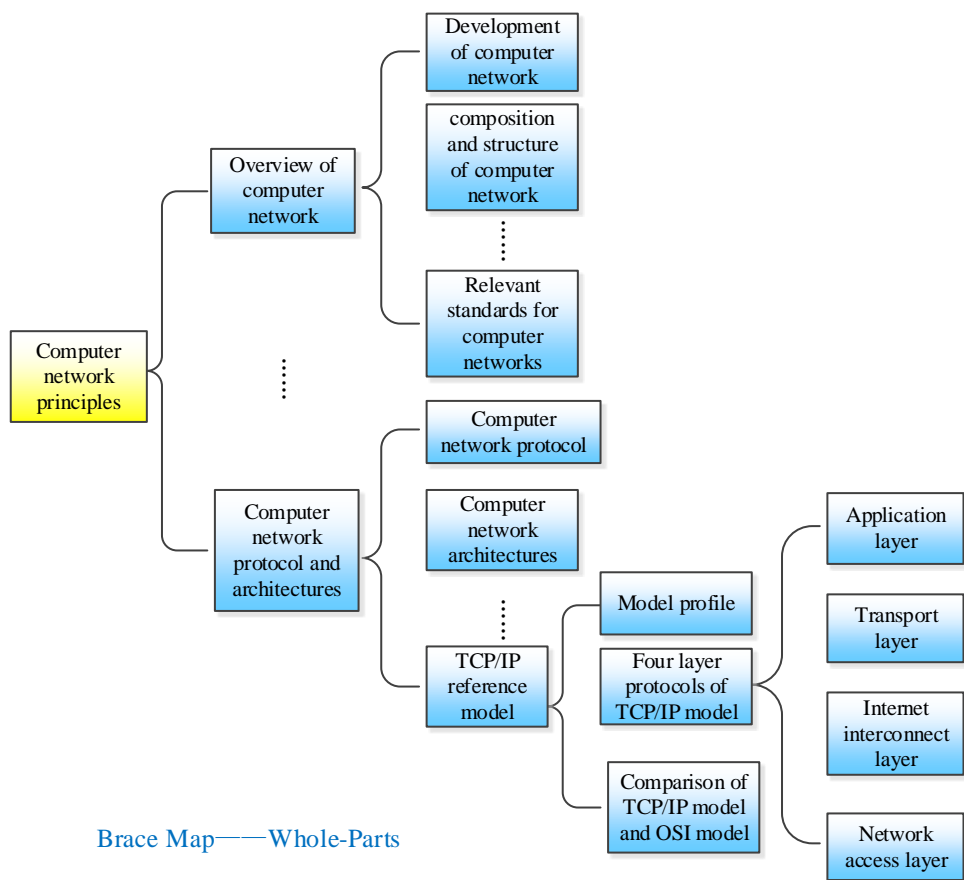 Development
of computer
network
composition
and structure
of computer
network
Overview of
computer
network
Relevant
standards for
computer
networks
Computer
network
principles
Computer
network protocol
Computer
network
architectures
Computer
network
protocol and
architectures
TCP/IP
reference
model
Model profile
Four layer
protocols of
TCP/IP model
Comparison of
TCP/IP model
and OSI model
Application
layer
Transport
layer
Internet
interconnect
layer
Network
access layer
Brace Map——Whole-Parts